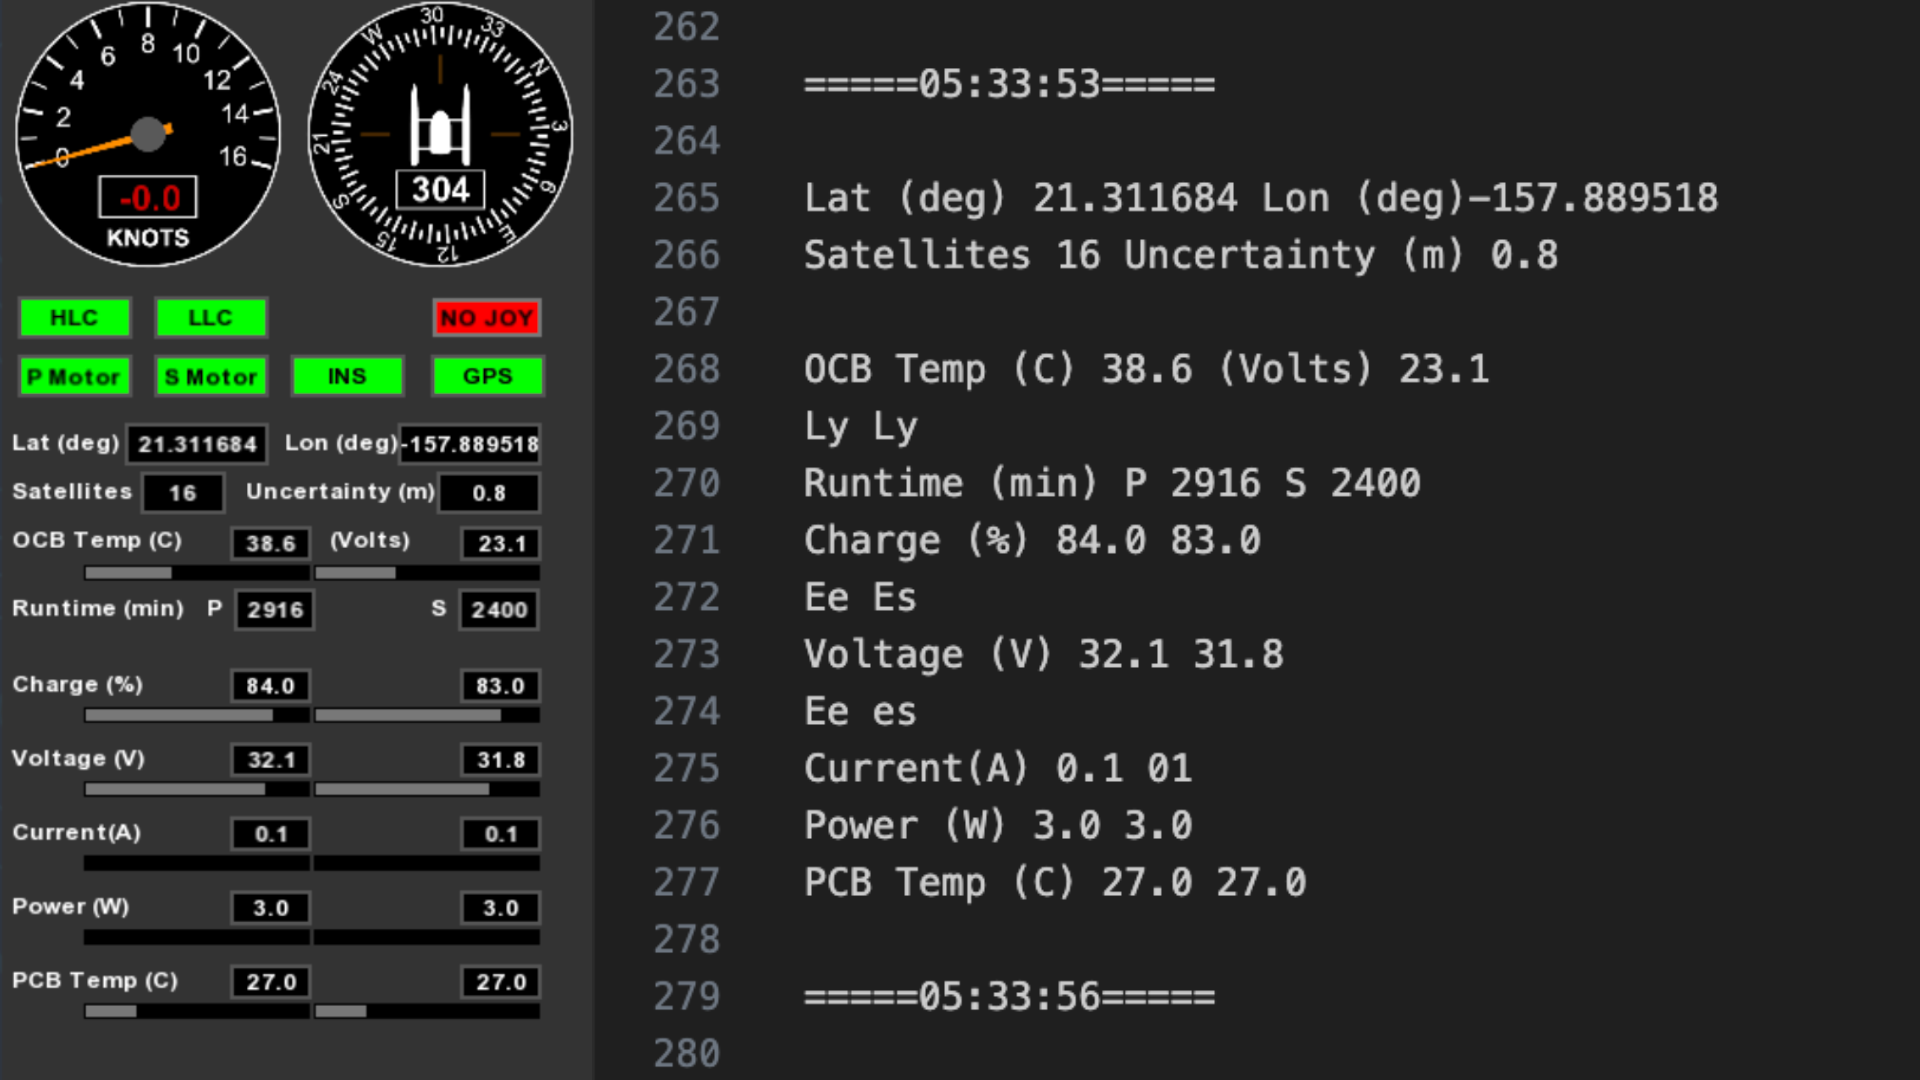 0 2 4 6 8 10 12 14 16
-0.0
KNOTS
N 3 6 E 12 15 S 21 24 W 30 33
304
HLC LLC NO JOY
P Motor S Motor INS GPS
Lat (deg) 21.311684 Lon (deg) -157.889518
Satellites 16 Uncertainty (m) 0.8
OCB Temp (C) 38.6 (Volts) 23.1
Runtime (min) P 2916 S 2400
Charge (%) 84.0 83.0
Voltage (V) 32.1 31.8
Current(A) 0.1 0.1
Power (W) 3.0 3.0
PCB Temp (C) 27.0 27.0
262
263 =====05:33:53=====
264
265 Lat (deg) 21.311684 Lon (deg)-157.889518
266 Satellites 16 Uncertainty (m) 0.8
267
268 OCB Temp (C) 38.6 (Volts) 23.1
269 Ly Ly
270 Runtime (min) P 2916 S 2400
271 Charge (%) 84.0 83.0
272 Ee Es
273 Voltage (V) 32.1 31.8
274 Ee es
275 Current(A) 0.1 01
276 Power (W) 3.0 3.0
277 PCB Temp (C) 27.0 27.0
278
279 =====05:33:56=====
280